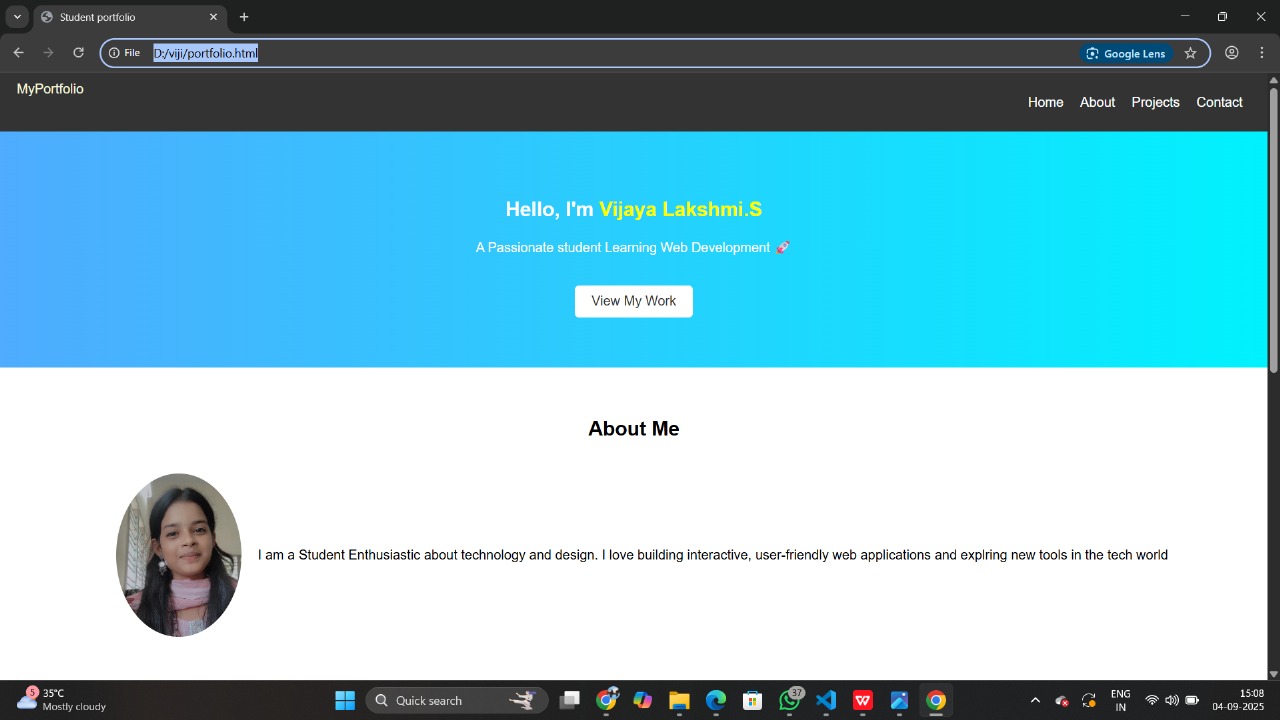 Student portfolio
File
D:/viji/portfolio.html
Google Lens
MyPortfolio
Home About Projects Contact
Hello, I'm Vijaya Lakshmi.S
A Passionate student Learning Web Development 🚀
View My Work
About Me
I am a Student Enthusiastic about technology and design. I love building interactive, user-friendly web applications and explring new tools in the tech world
5
35°C
Mostly cloudy
Quick search
37
ENG
IN
15:08
04-09-2025